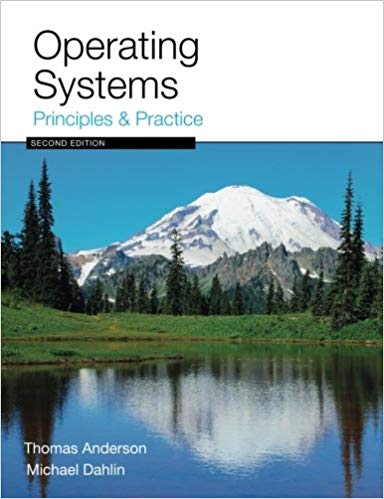 Operating
Systems
Principles & Practice
SECOND EDITION
Thomas Anderson
Michael Dahlin